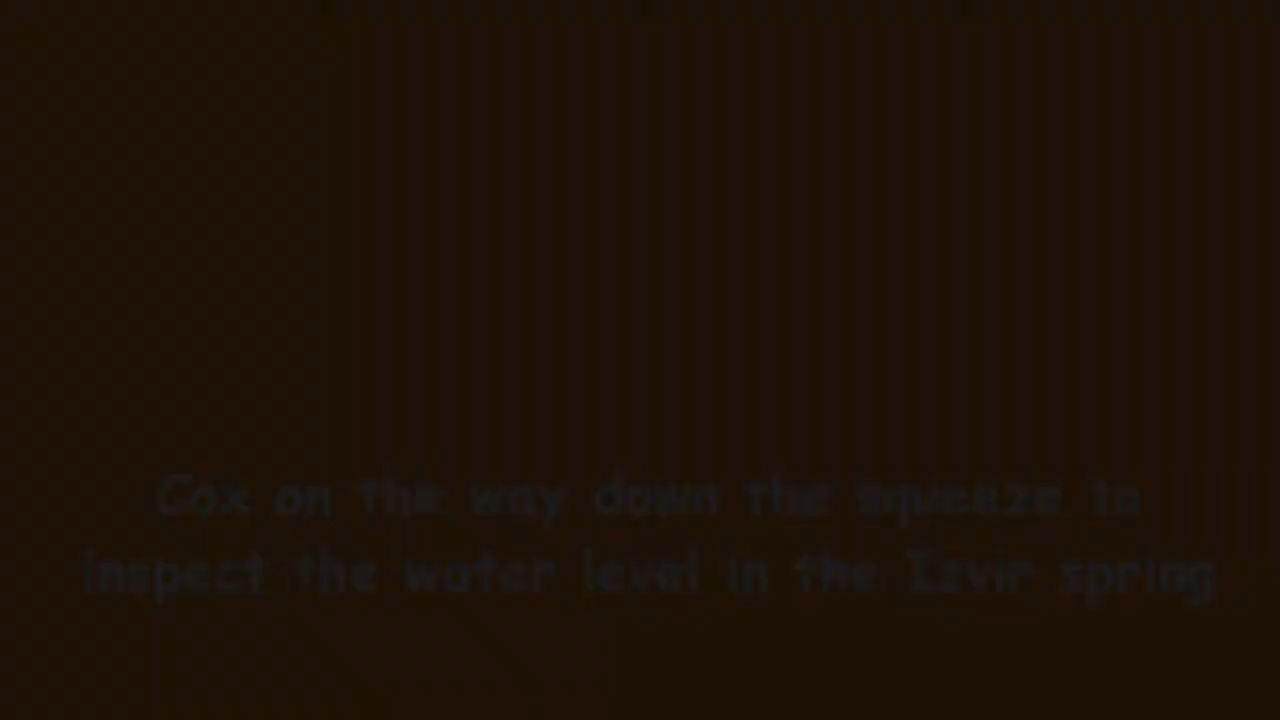 Cox on the way down the squeeze to
inspect the water level in the Izvir spring